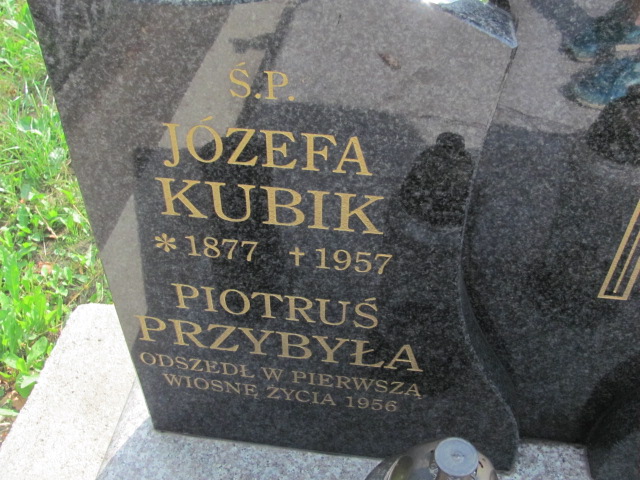 Ś.P.
JÓZEFA
KUBIK
* 1877 † 1957
PIOTRUŚ
PRZYBYŁA
ODSZEDŁ W PIERWSZĄ
WIOSNĘ ŻYCIA 1956